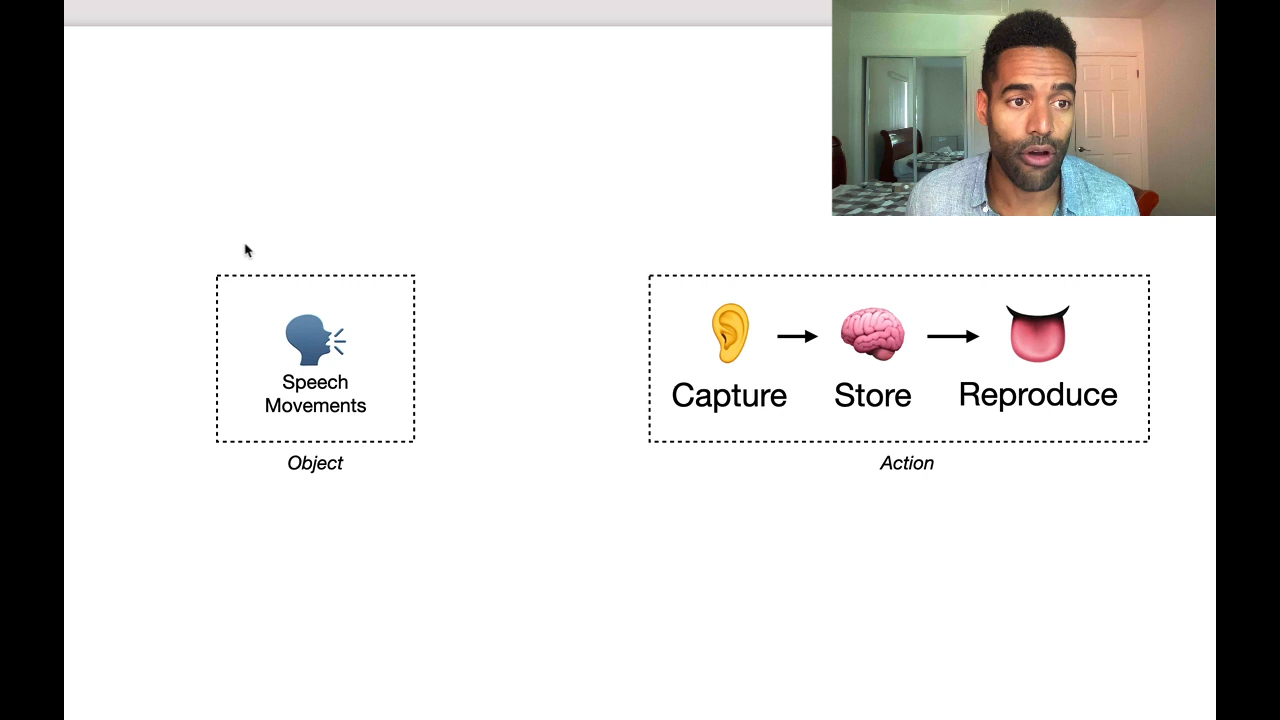 Speech
Movements
Object
Capture
Store
Reproduce
Action